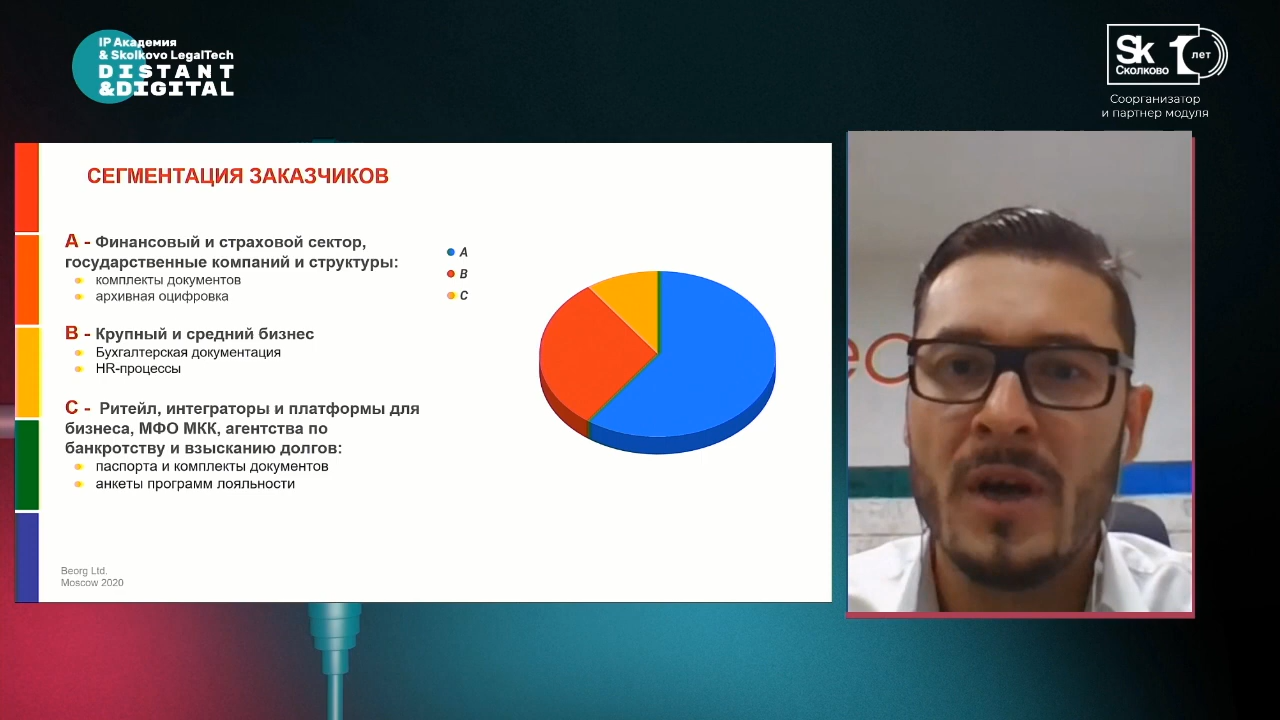 IP Академия
& Skolkovo LegalTech
DISTANT
&DIGITAL
Sk
Сколково
10
лет
Соорганизатор
и партнер модуля
СЕГМЕНТАЦИЯ ЗАКАЗЧИКОВ
А - Финансовый и страховой сектор,
государственные компаний и структуры:
комплекты документов
архивная оцифровка
В - Крупный и средний бизнес
Бухгалтерская документация
HR-процессы
С - Ритейл, интеграторы и платформы для
бизнеса, МФО МКК, агентства по
банкротству и взысканию долгов:
паспорта и комплекты документов
анкеты программ лояльности
A
B
C
Beorg Ltd.
Moscow 2020